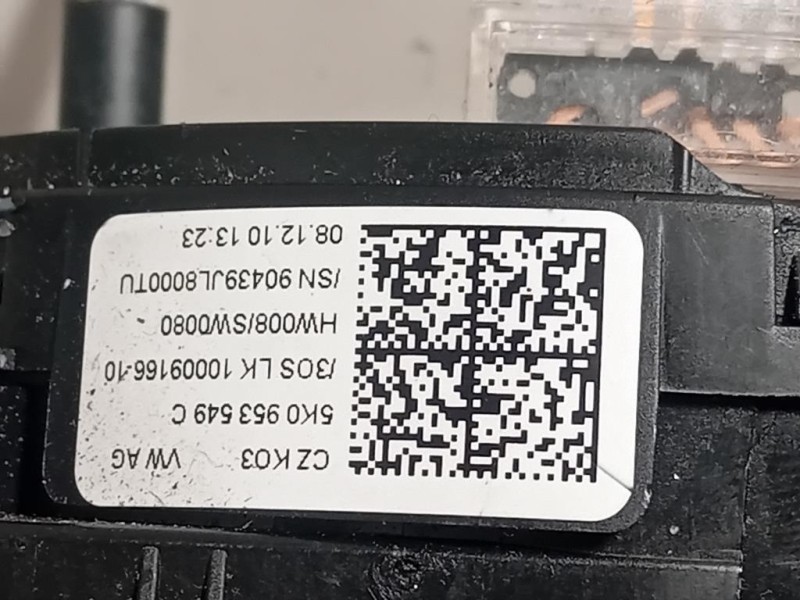 CZ K03 VW AG
5K0 953 549 C
/3OS LK 10009166-10
HW008/SW0080
/SN 90439JL8000TU
08.12.10 13:23